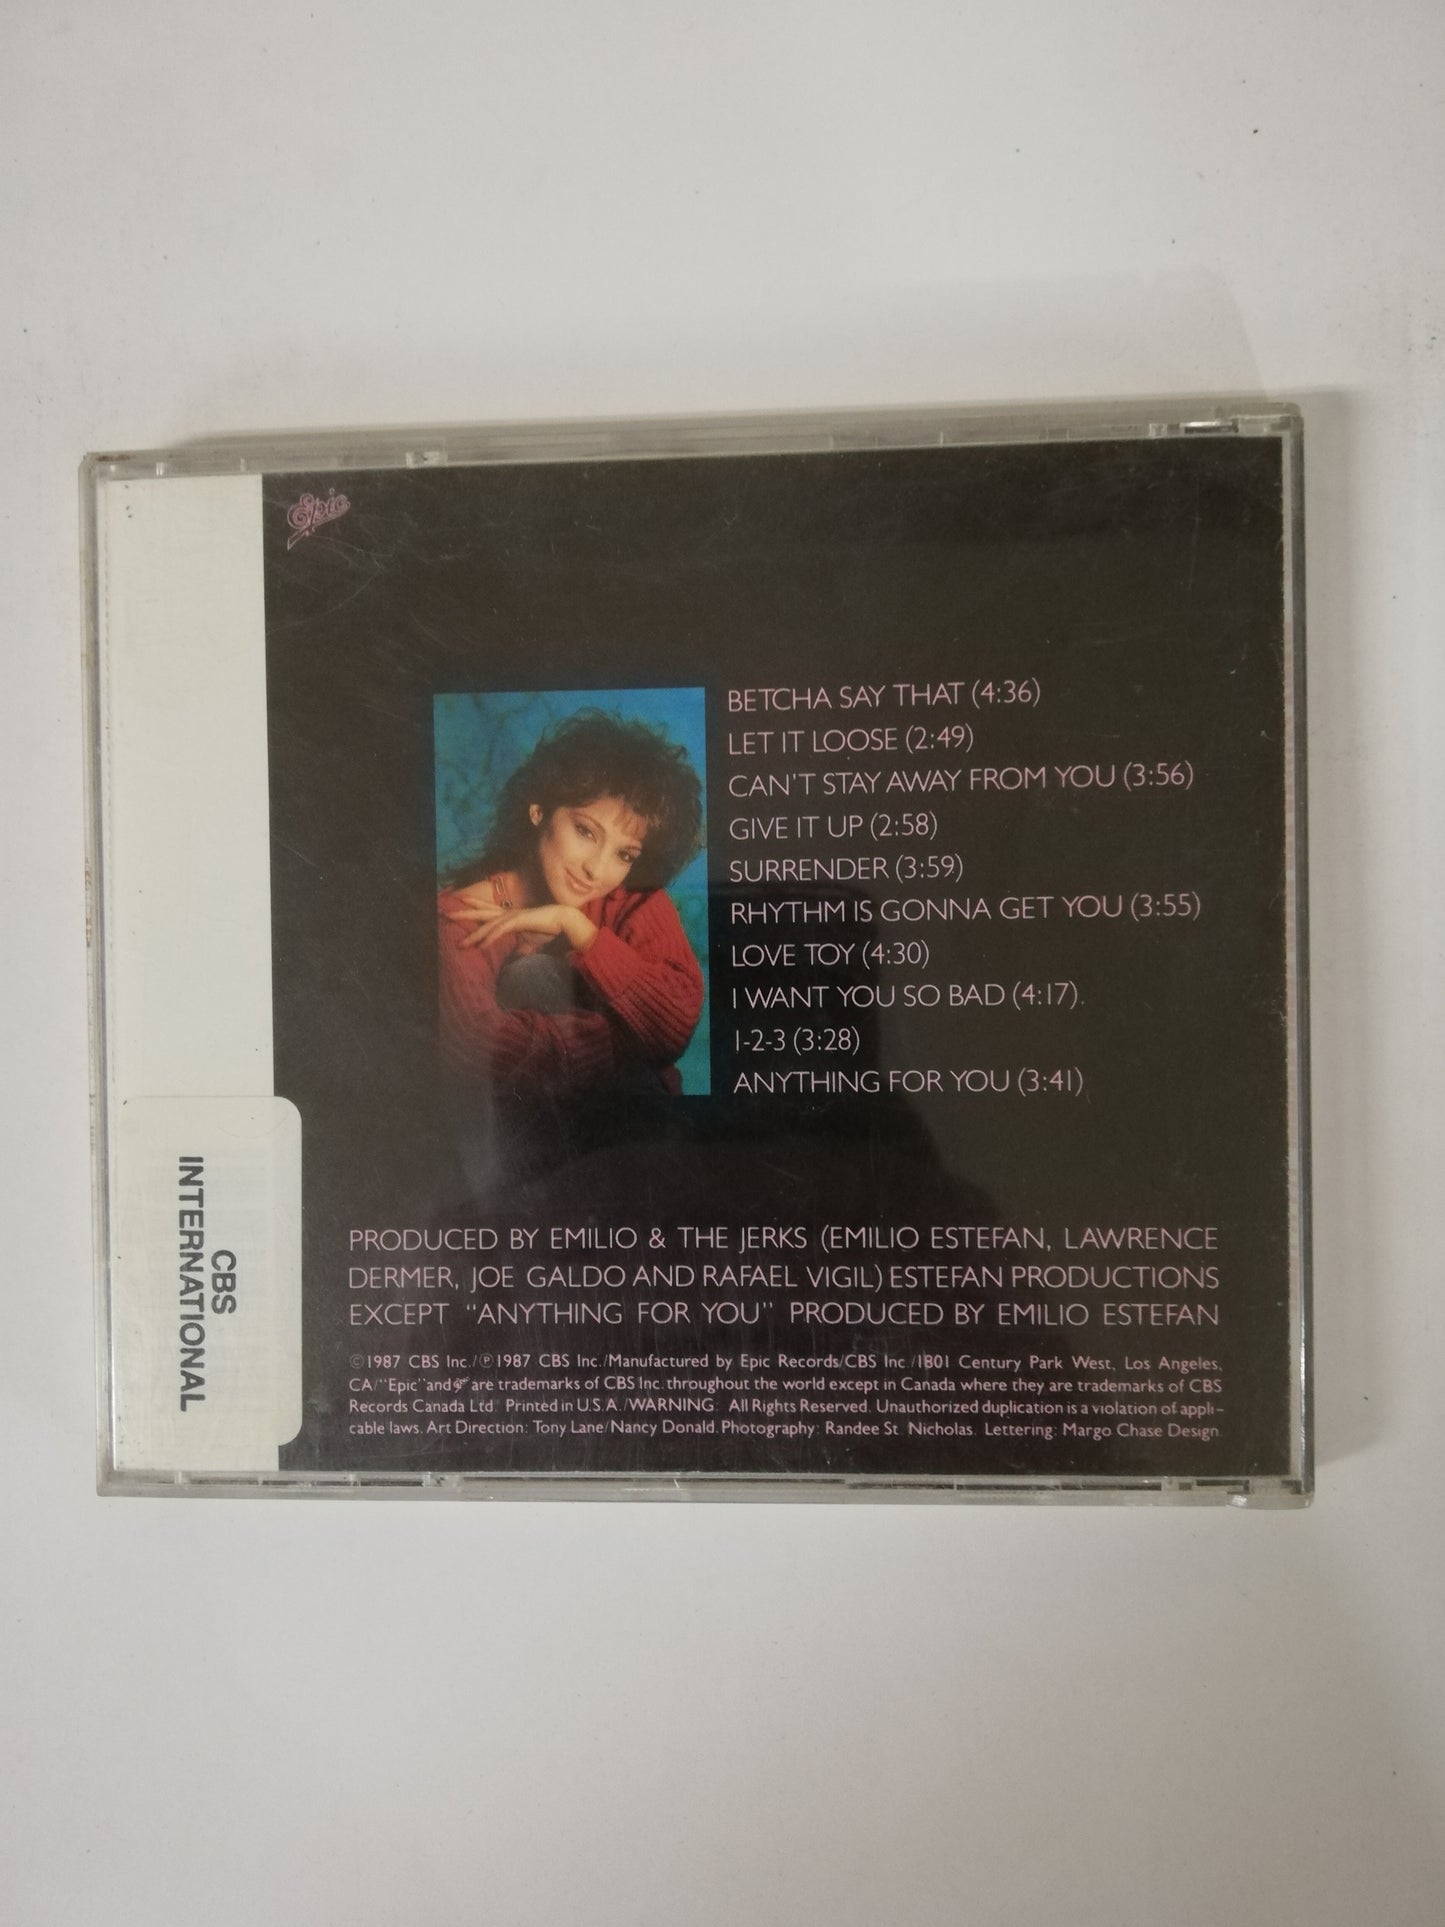 Epic
BETCHA SAY THAT (4:36)
LET IT LOOSE (2:49)
CAN'T STAY AWAY FROM YOU (3:56)
GIVE IT UP (2:58)
SURRENDER (3:59)
RHYTHM IS GONNA GET YOU (3:55)
LOVE TOY (4:30)
I WANT YOU SO BAD (4:17).
1-2-3 (3:28)
ANYTHING FOR YOU (3:41)
PRODUCED BY EMILIO & THE JERKS (EMILIO ESTEFAN, LAWRENCE
DERMER, JOE GALDO AND RAFAEL VIGIL) ESTEFAN PRODUCTIONS
EXCEPT "ANYTHING FOR YOU" PRODUCED BY EMILIO ESTEFAN
©1987 CBS Inc./℗1987 CBS Inc./Manufactured by Epic Records/CBS Inc./1801 Century Park West, Los Angeles,
CA/"Epic" and are trademarks of CBS Inc. throughout the world except in Canada where they are trademarks of CBS
Records Canada Ltd. Printed in U.S.A./WARNING: All Rights Reserved. Unauthorized duplication is a violation of appli-
cable laws. Art Direction: Tony Lane/Nancy Donald. Photography: Randee St. Nicholas. Lettering: Margo Chase Design.
CBS
INTERNATIONAL